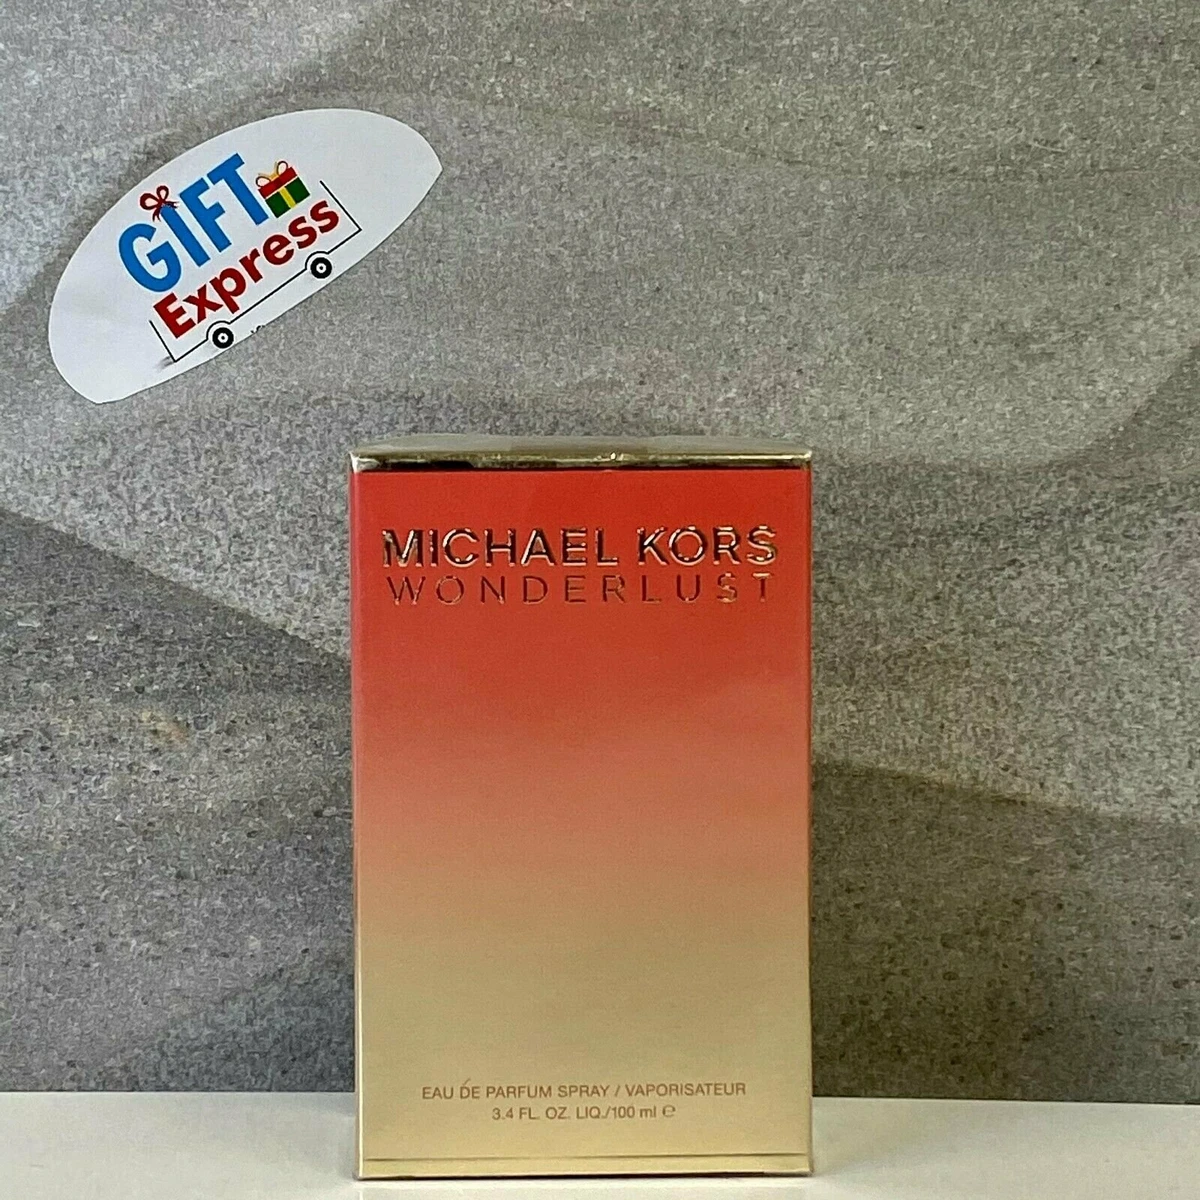 GIFT
Express
MICHAEL KORS
WONDERLUST
EAU DE PARFUM SPRAY / VAPORISATEUR
3.4 FL. OZ. LIQ./100 ml ℮